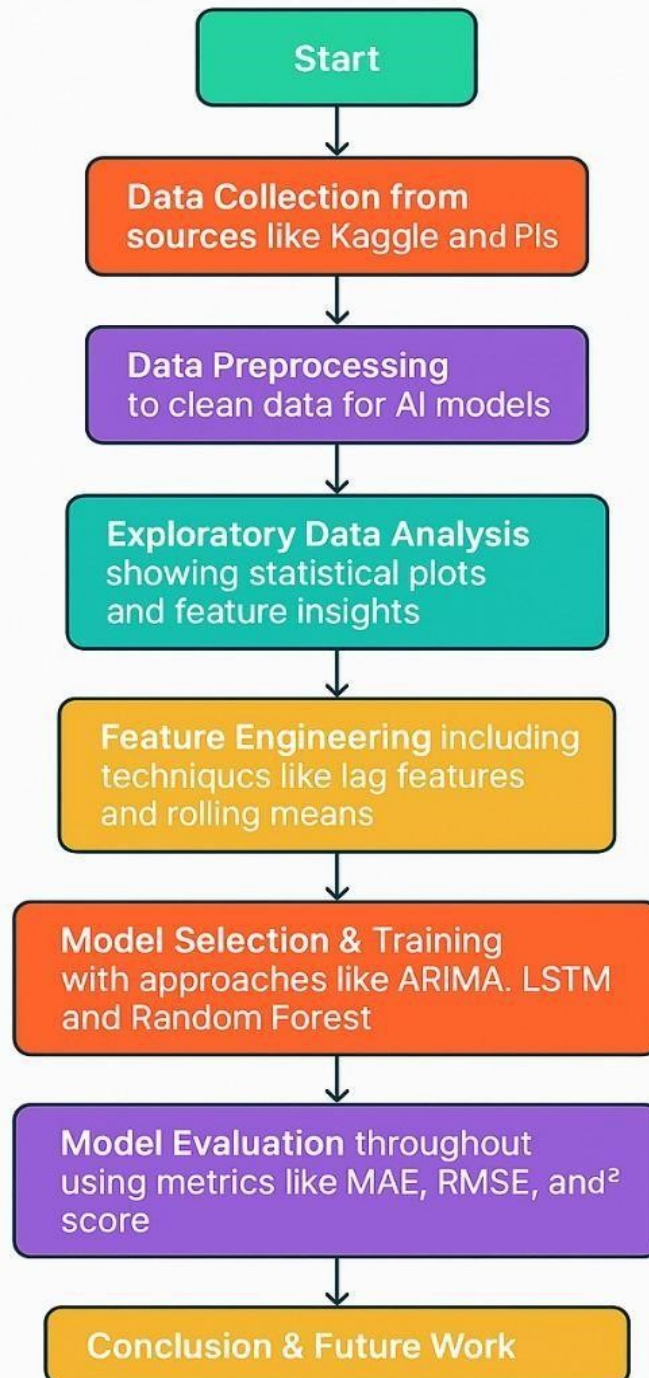 Start
Data Collection from
sources like Kaggle and PIs
Data Preprocessing
to clean data for AI models
Exploratory Data Analysis
showing statistical plots
and feature insights
Feature Engineering including
techniqucs like lag features
and rolling means
Model Selection & Training
with approaches like ARIMA. LSTM
and Random Forest
Model Evaluation throughout
using metrics like MAE, RMSE, and²
score
Conclusion & Future Work